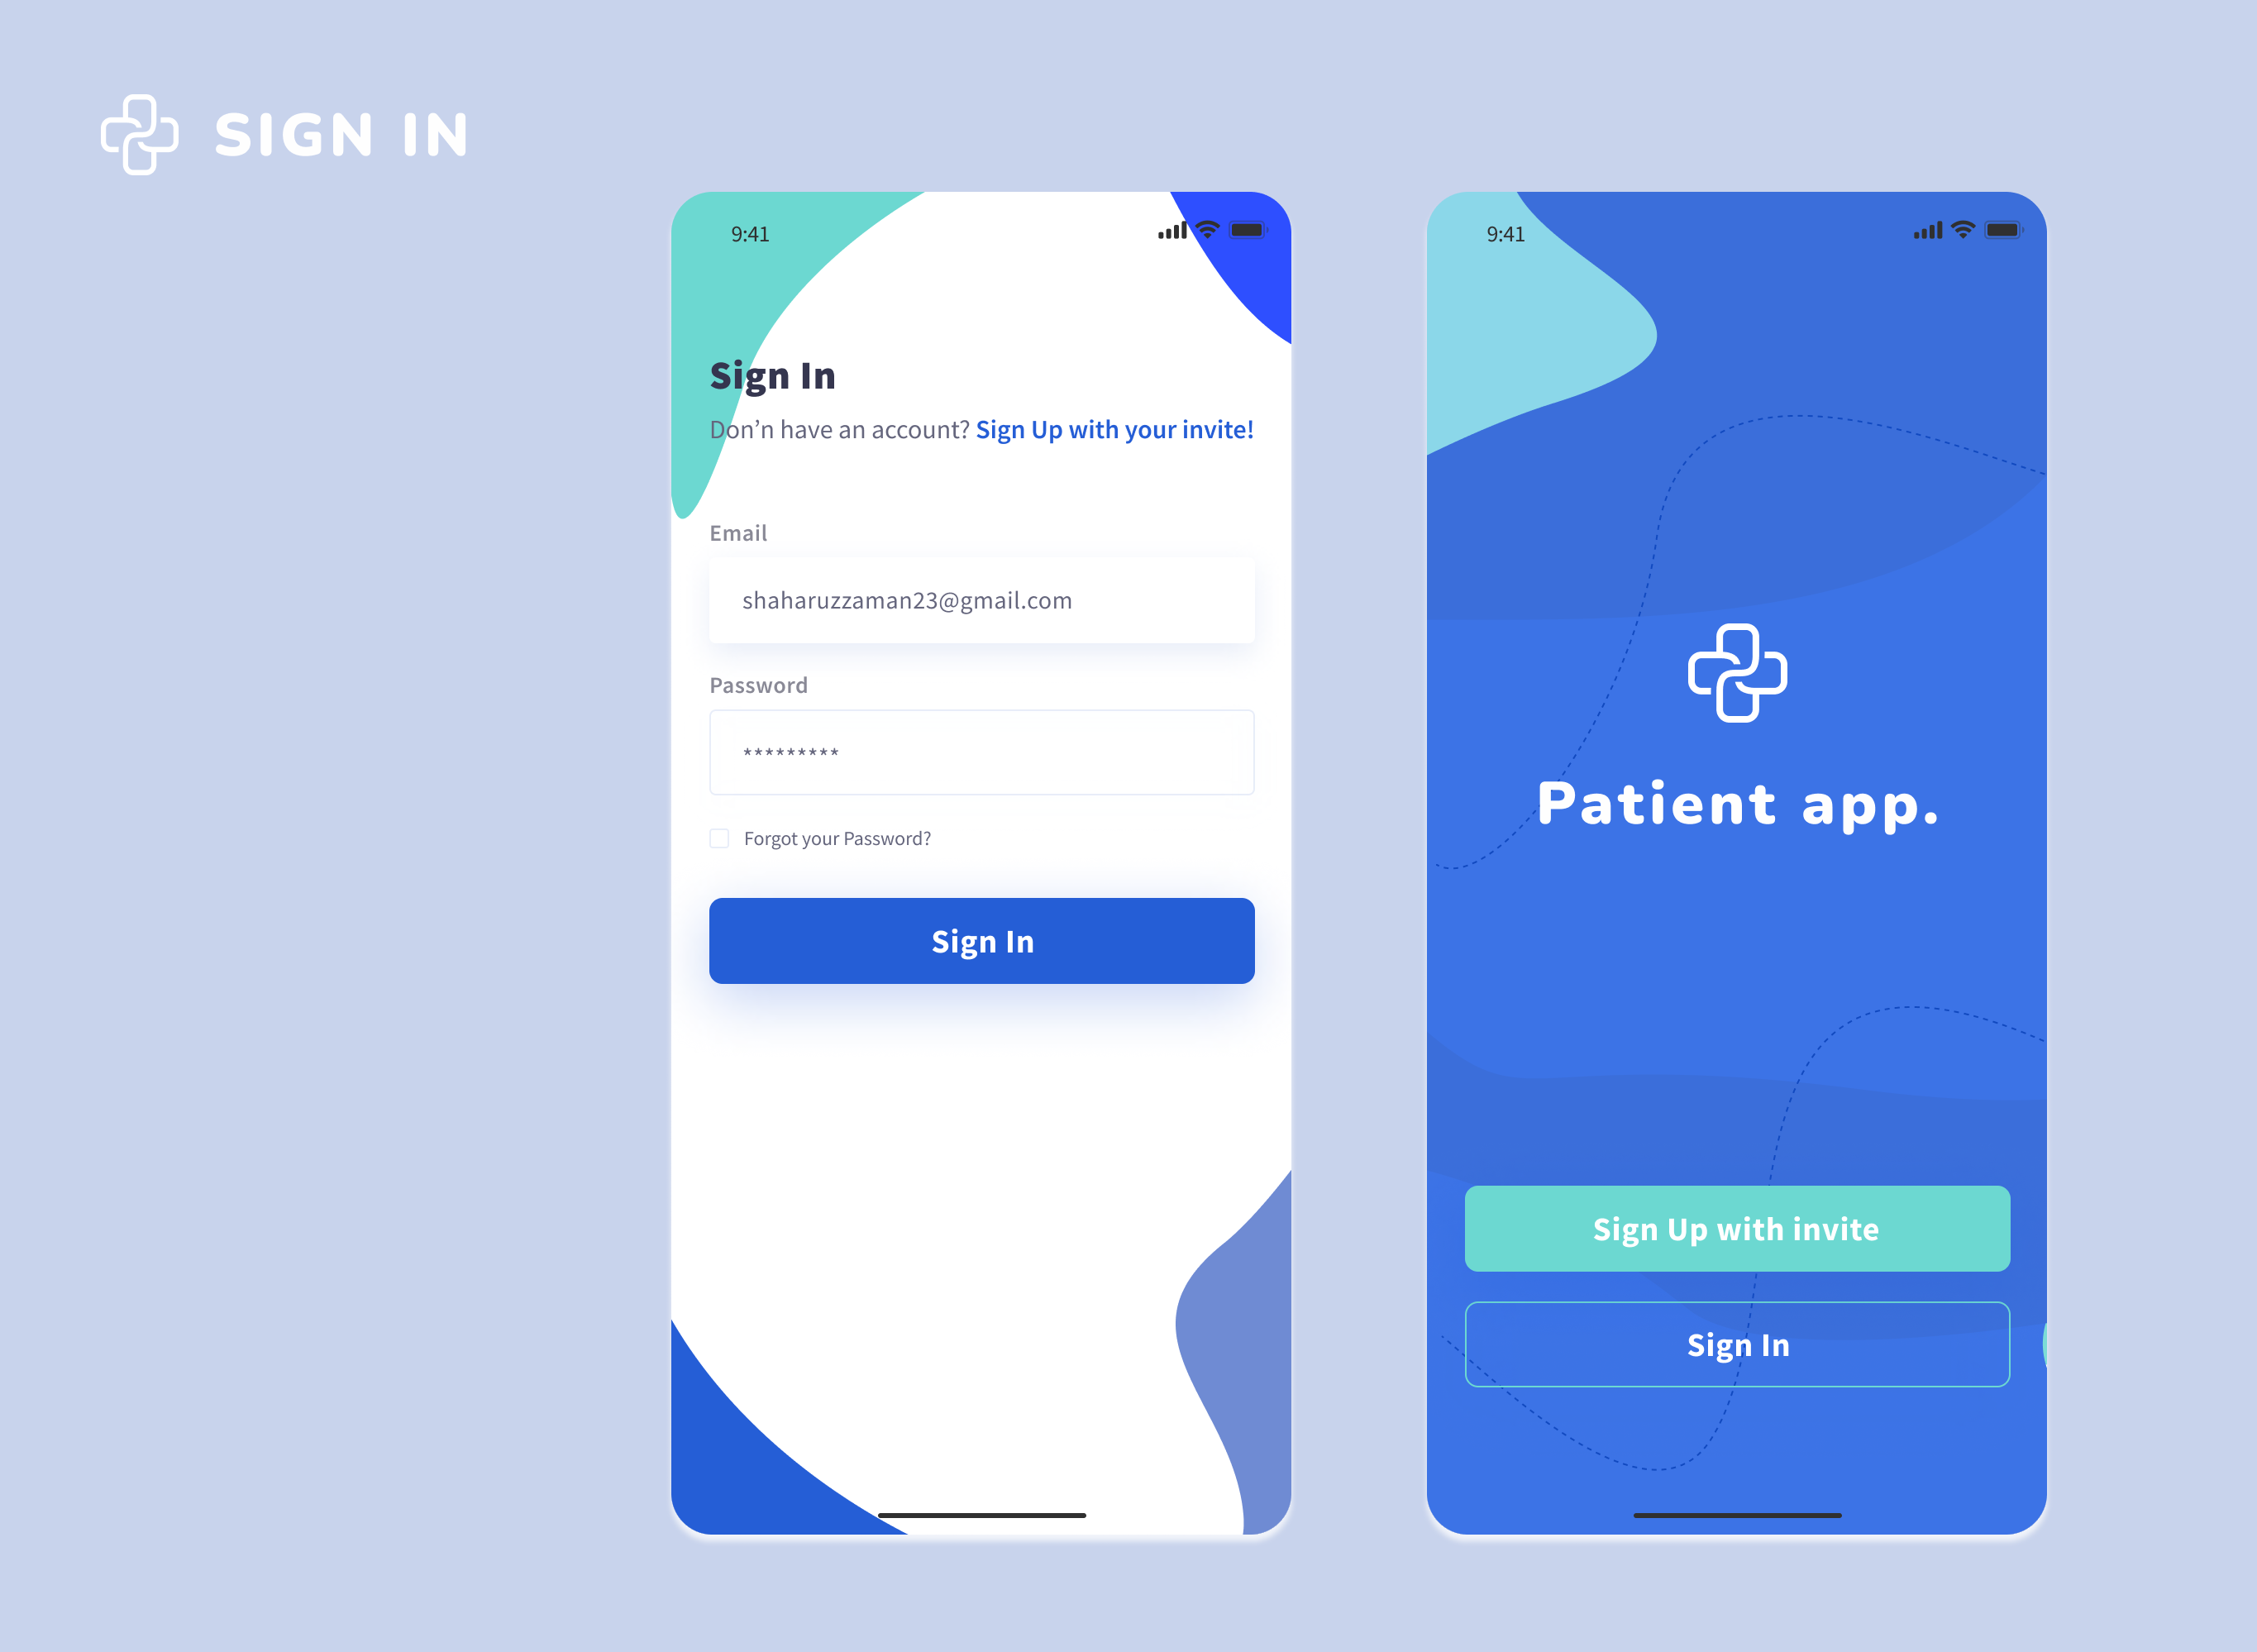 SIGN IN
9:41
Sign In
Don’n have an account? Sign Up with your invite!
Email
shaharuzzaman23@gmail.com
Password
*********
Forgot your Password?
Sign In
9:41
Patient app.
Sign Up with invite
Sign In